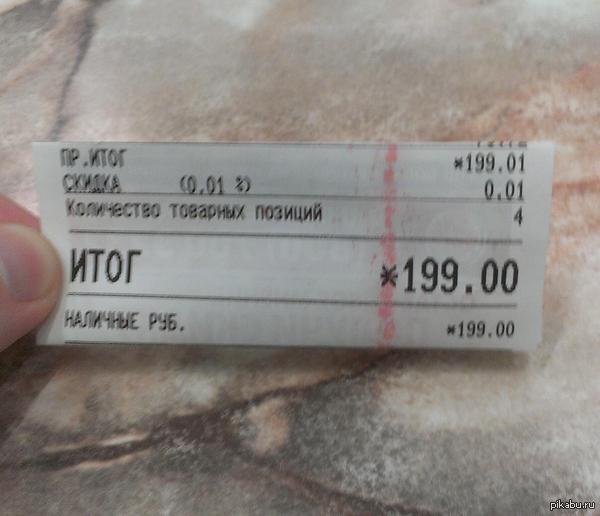 ПР.ИТОГ *199.01
СКИДКА (0.01 %) 0.01
Количество товарных позиций 4
ИТОГ *199.00
НАЛИЧНЫЕ РУБ. *199.00
pikabu.ru